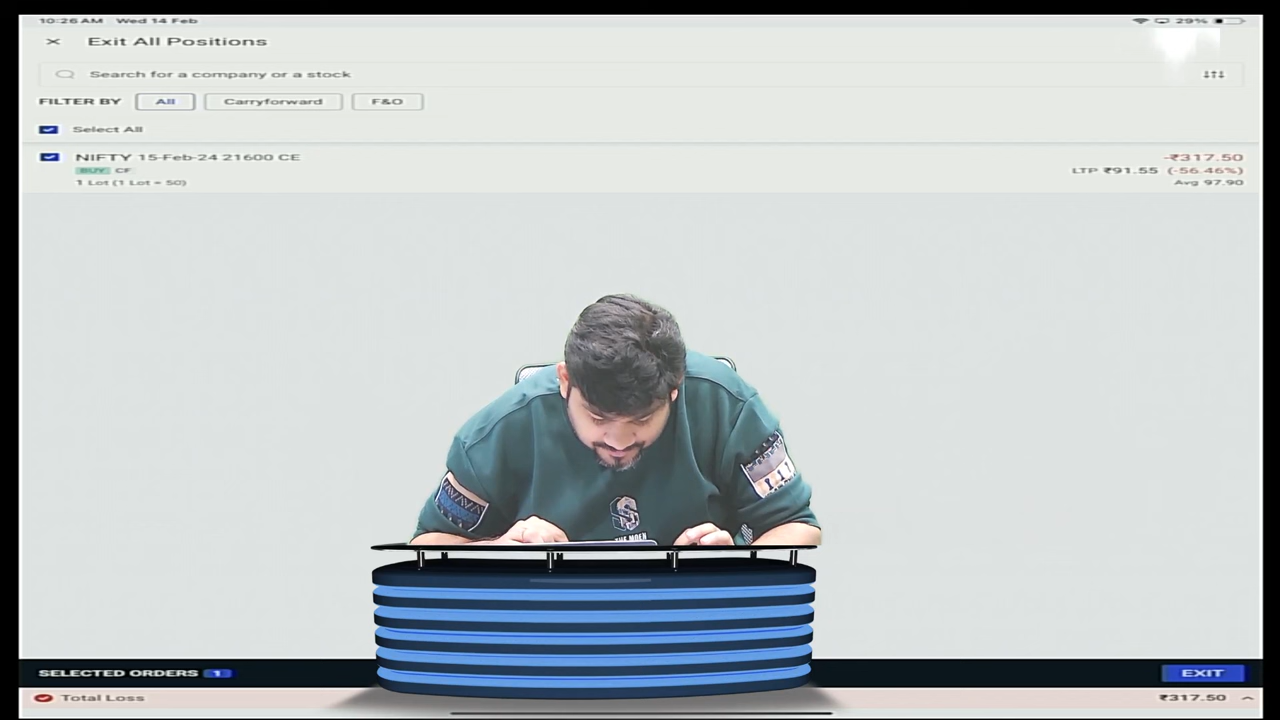 10:26 AM Wed 14 Feb 29%
Exit All Positions
Search for a company or a stock
FILTER BY All Carryforward F&O
Select All
NIFTY 15-Feb-24 21600 CE -₹317.50
BUY CF LTP ₹91.55 (-56.46%)
1 Lot (1 Lot = 50) Avg 97.90
SELECTED ORDERS 1 EXIT
Total Loss ₹317.50